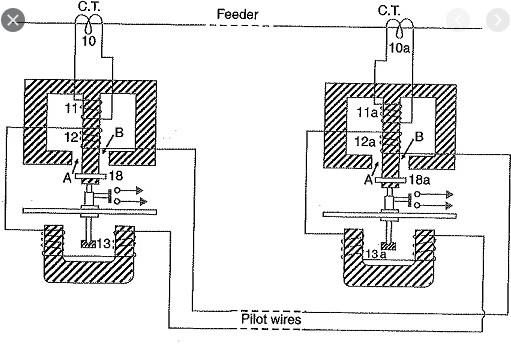 C.T.
10
Feeder
C.T.
10a
11
12
B
A
18
13
11a
12a
B
A
18a
13a
Pilot wires